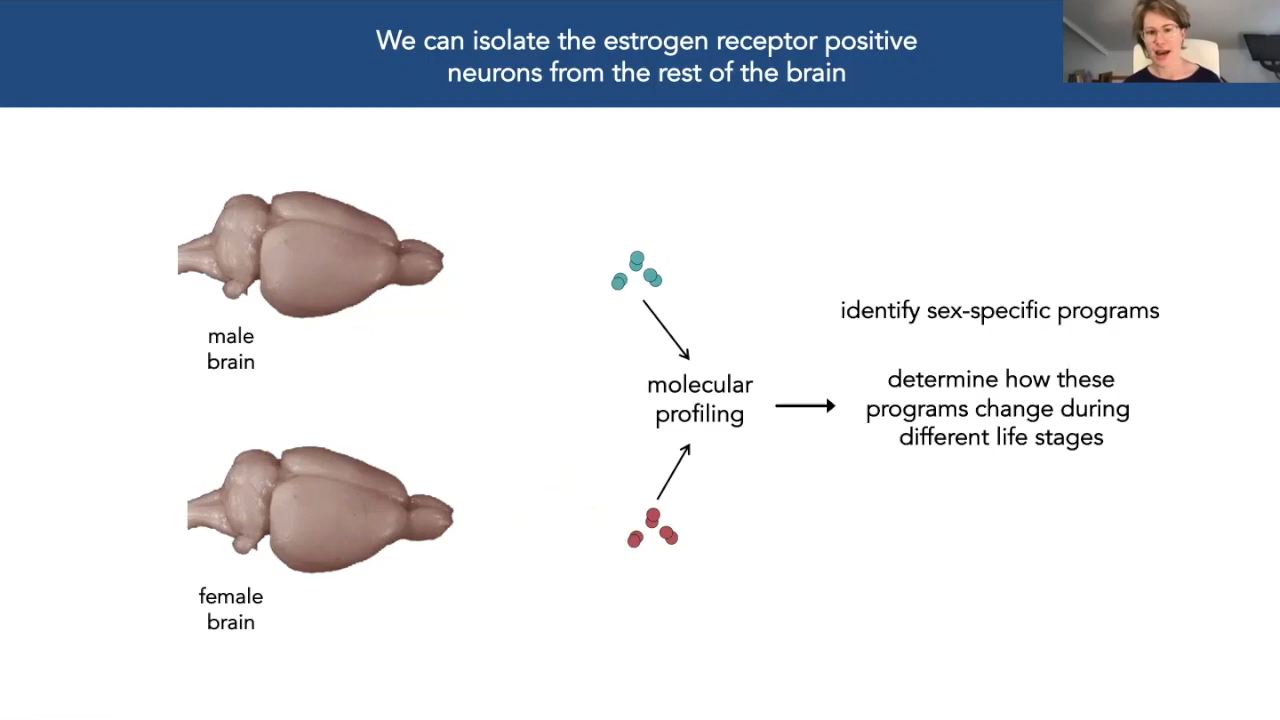 We can isolate the estrogen receptor positive
neurons from the rest of the brain
male
brain
molecular
profiling
identify sex-specific programs
determine how these
programs change during
different life stages
female
brain